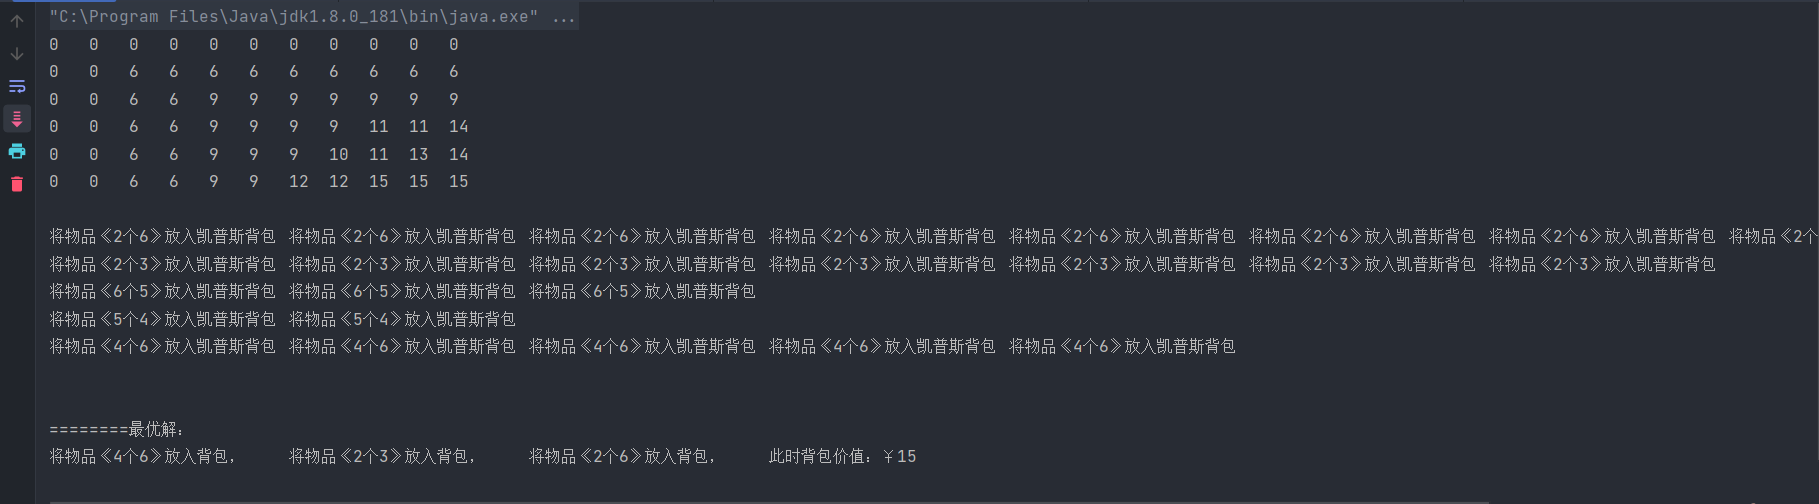 "C:\Program Files\Java\jdk1.8.0_181\bin\java.exe" ...
0 0 0 0 0 0 0 0 0 0 0
0 0 6 6 6 6 6 6 6 6 6
0 0 6 6 9 9 9 9 9 9 9
0 0 6 6 9 9 9 9 11 11 14
0 0 6 6 9 9 9 10 11 13 14
0 0 6 6 9 9 12 12 15 15 15
将物品《2个6》放入凯普斯背包 将物品《2个6》放入凯普斯背包 将物品《2个6》放入凯普斯背包 将物品《2个6》放入凯普斯背包 将物品《2个6》放入凯普斯背包 将物品《2个6》放入凯普斯背包 将物品《2个6》放入凯普斯背包 将物品《2个
将物品《2个3》放入凯普斯背包 将物品《2个3》放入凯普斯背包 将物品《2个3》放入凯普斯背包 将物品《2个3》放入凯普斯背包 将物品《2个3》放入凯普斯背包 将物品《2个3》放入凯普斯背包 将物品《2个3》放入凯普斯背包
将物品《6个5》放入凯普斯背包 将物品《6个5》放入凯普斯背包 将物品《6个5》放入凯普斯背包
将物品《5个4》放入凯普斯背包 将物品《5个4》放入凯普斯背包
将物品《4个6》放入凯普斯背包 将物品《4个6》放入凯普斯背包 将物品《4个6》放入凯普斯背包 将物品《4个6》放入凯普斯背包 将物品《4个6》放入凯普斯背包
========最优解:
将物品《4个6》放入背包, 将物品《2个3》放入背包, 将物品《2个6》放入背包, 此时背包价值:￥15